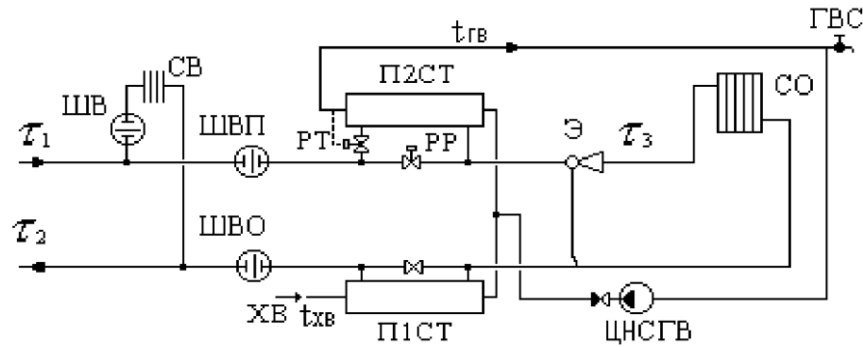 ГВС
tГВ
СВ
П2СТ
СО
ШВ
ШВП
РТ
РР
Э
τ3
τ1
τ2
ШВО
ХВ
tХВ
П1СТ
ЦНСГВ